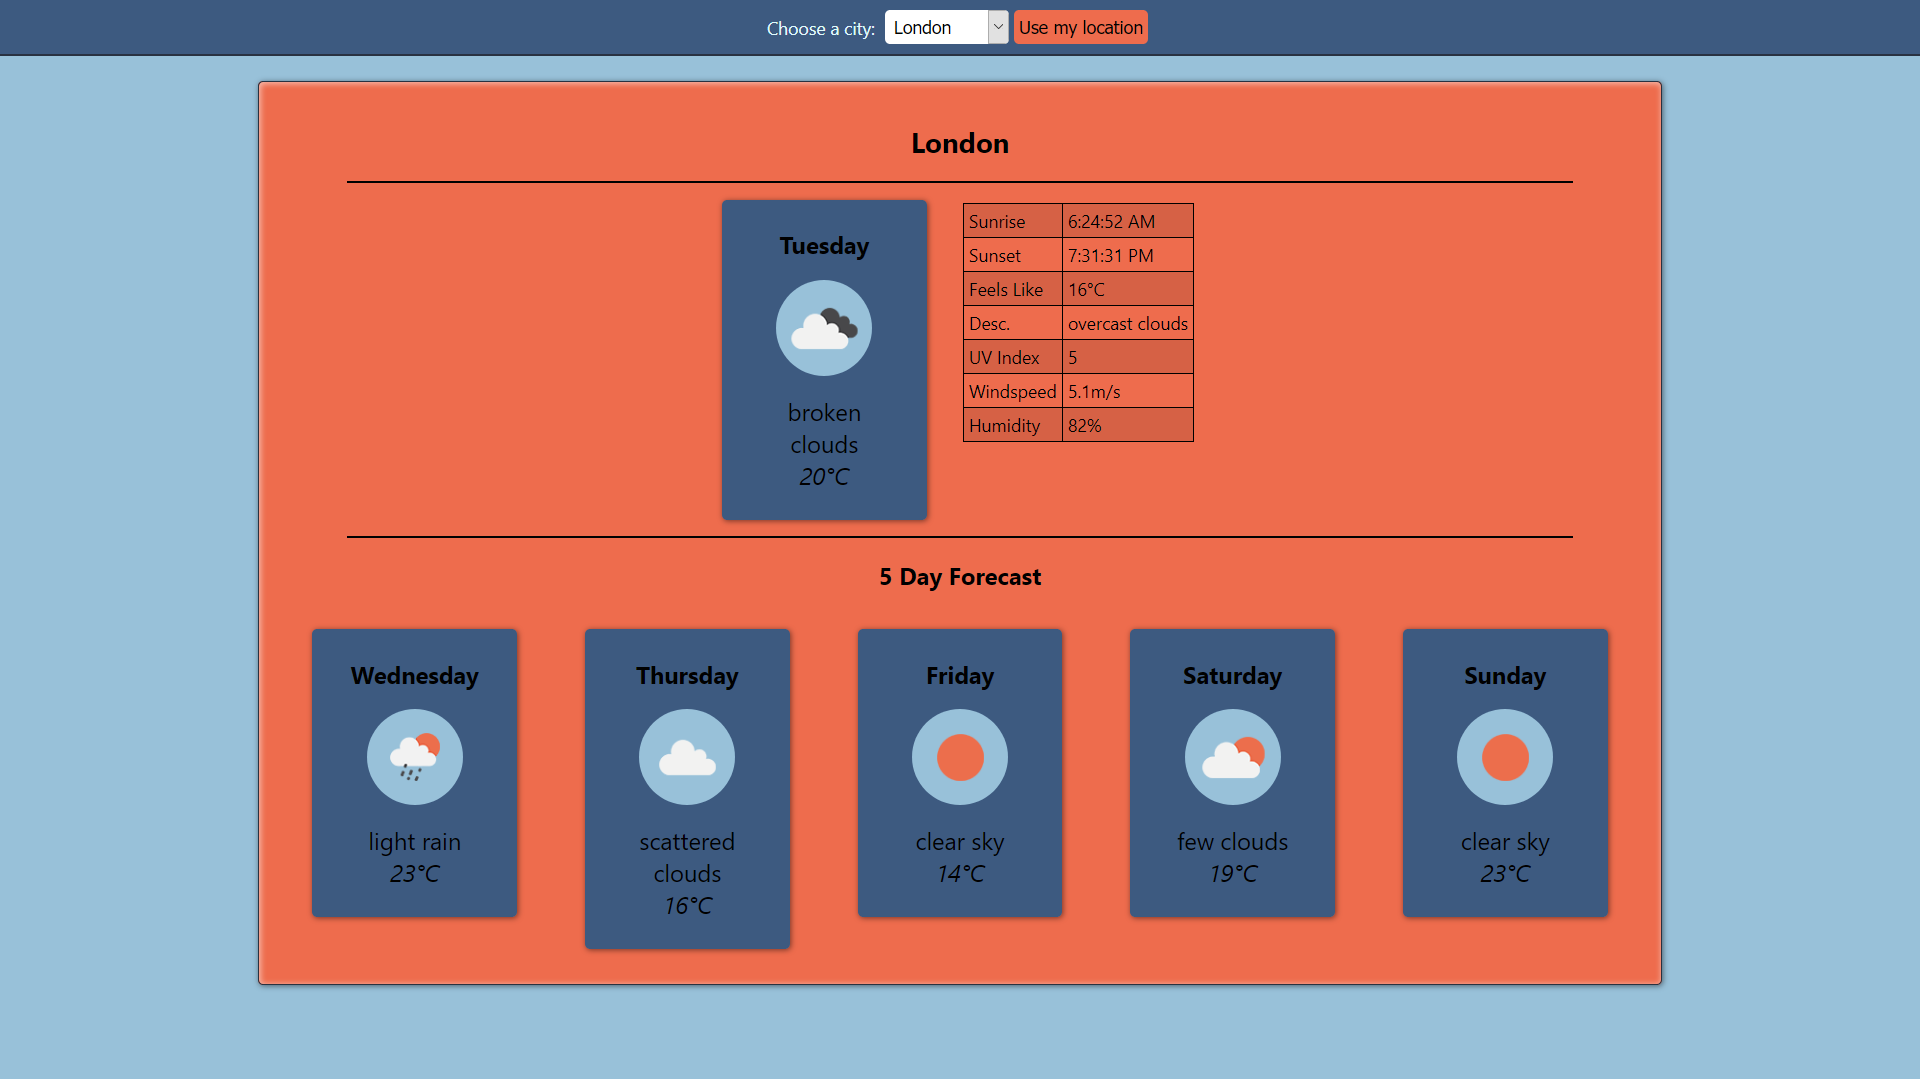 Choose a city: London Use my location
London
Tuesday
broken
clouds
20°C
Sunrise 6:24:52 AM
Sunset 7:31:31 PM
Feels Like 16°C
Desc. overcast clouds
UV Index 5
Windspeed 5.1m/s
Humidity 82%
5 Day Forecast
Wednesday
light rain
23°C
Thursday
scattered
clouds
16°C
Friday
clear sky
14°C
Saturday
few clouds
19°C
Sunday
clear sky
23°C